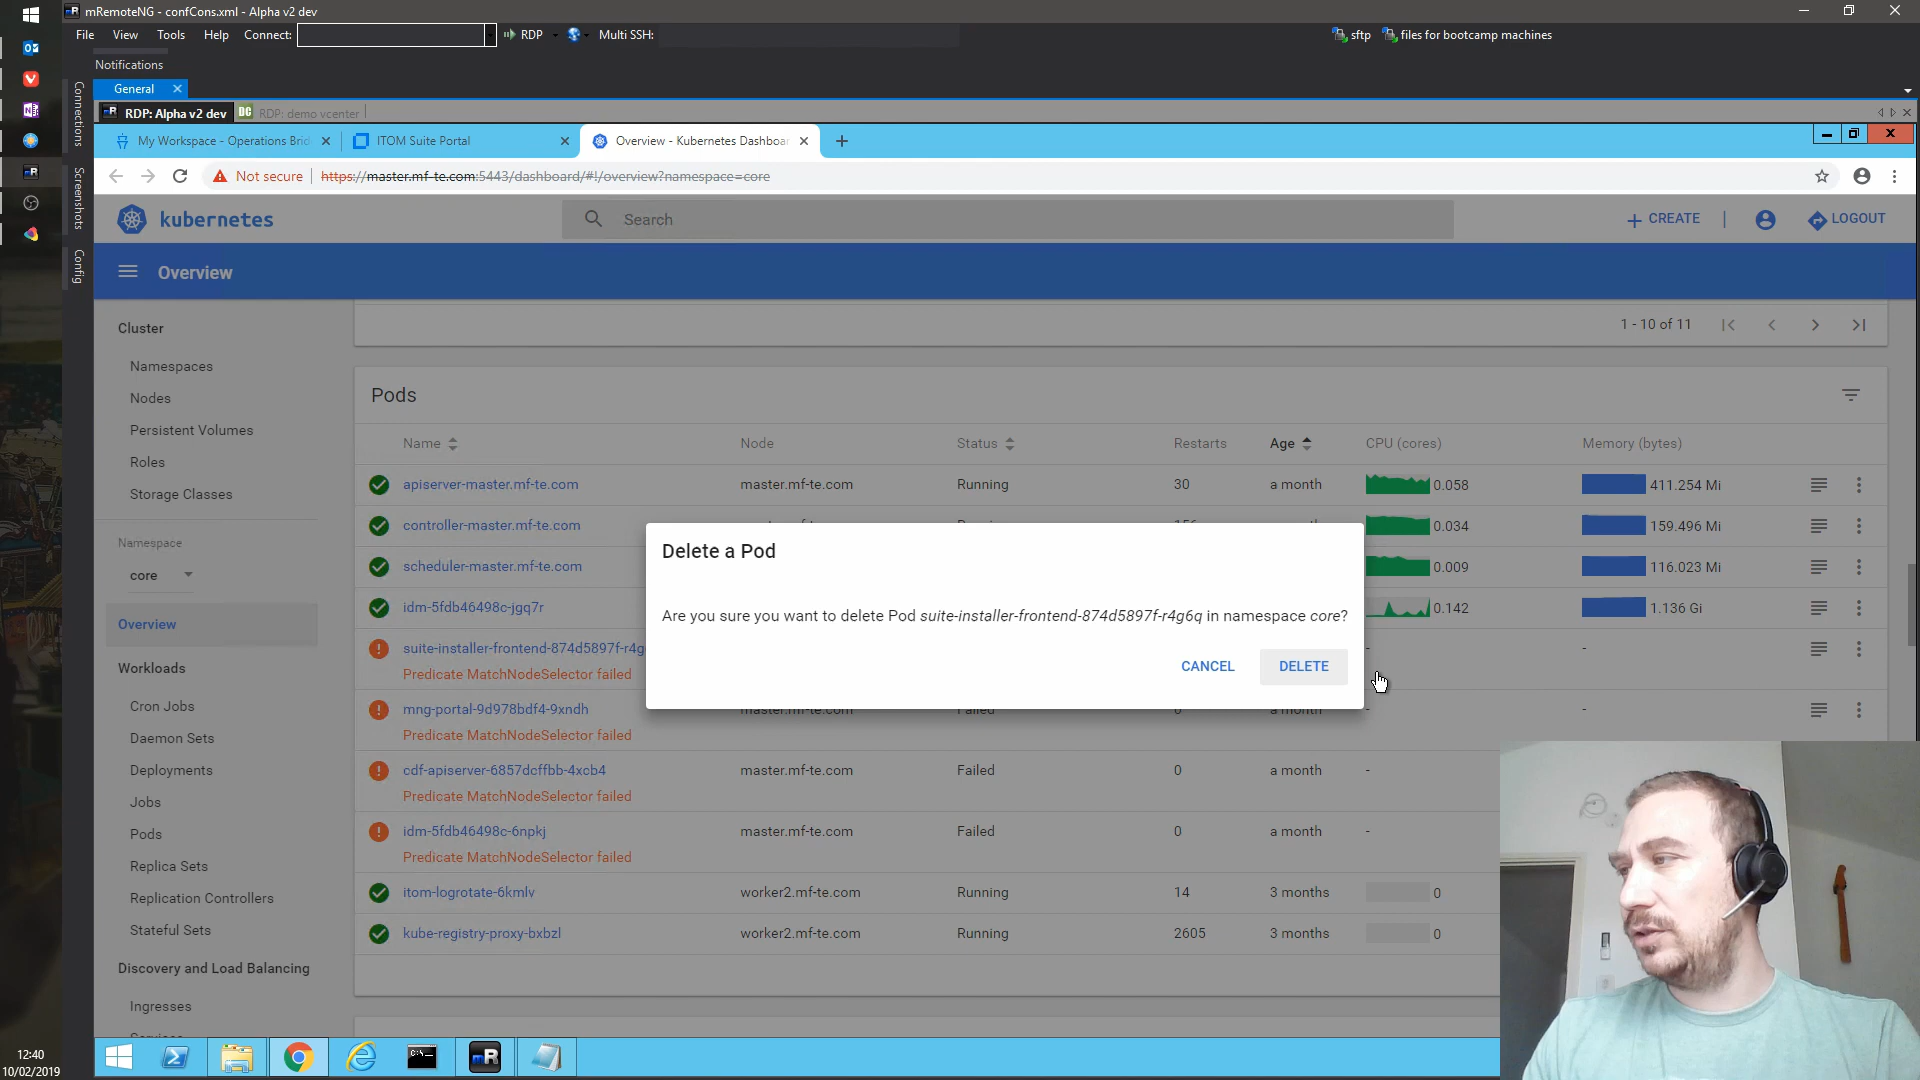 mRemoteNG - confCons.xml - Alpha v2 dev
File View Tools Help Connect: RDP Multi SSH: sftp files for bootcamp machines
Notifications
General
RDP: Alpha v2 dev RDP: demo vcenter
My Workspace - Operations Brid ITOM Suite Portal Overview - Kubernetes Dashboar
Not secure https://master.mf-te.com:5443/dashboard/#!/overview?namespace=core
kubernetes Search CREATE LOGOUT
Overview
Connections
Screenshots
Config
Cluster
Namespaces
Nodes
Persistent Volumes
Roles
Storage Classes
Namespace
core
Overview
Workloads
Cron Jobs
Daemon Sets
Deployments
Jobs
Pods
Replica Sets
Replication Controllers
Stateful Sets
Discovery and Load Balancing
Ingresses
1 - 10 of 11
Pods
Name Node Status Restarts Age CPU (cores) Memory (bytes)
apiserver-master.mf-te.com master.mf-te.com Running 30 a month 0.058 411.254 Mi
controller-master.mf-te.com 0.034 159.496 Mi
scheduler-master.mf-te.com 0.009 116.023 Mi
idm-5fdb46498c-jgq7r 0.142 1.136 Gi
suite-installer-frontend-874d5897f-r4g - -
Predicate MatchNodeSelector failed
mng-portal-9d978bdf4-9xndh master.mf-te.com Failed 0 a month - -
Predicate MatchNodeSelector failed
cdf-apiserver-6857dcffbb-4xcb4 master.mf-te.com Failed 0 a month -
Predicate MatchNodeSelector failed
idm-5fdb46498c-6npkj master.mf-te.com Failed 0 a month -
Predicate MatchNodeSelector failed
itom-logrotate-6kmlv worker2.mf-te.com Running 14 3 months 0
kube-registry-proxy-bxbzl worker2.mf-te.com Running 2605 3 months 0
Delete a Pod
Are you sure you want to delete Pod suite-installer-frontend-874d5897f-r4g6q in namespace core?
CANCEL DELETE
12:40
10/02/2019